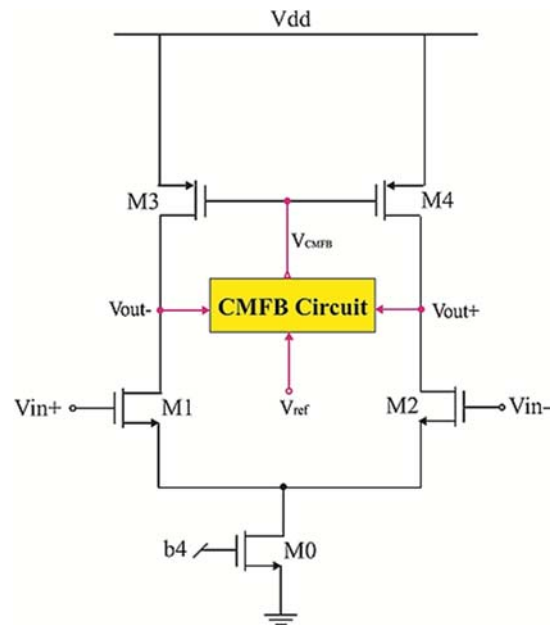 Vdd
M3
M4
VCMFB
Vout-
CMFB Circuit
Vout+
Vin+
M1
Vref
M2
Vin-
b4
M0